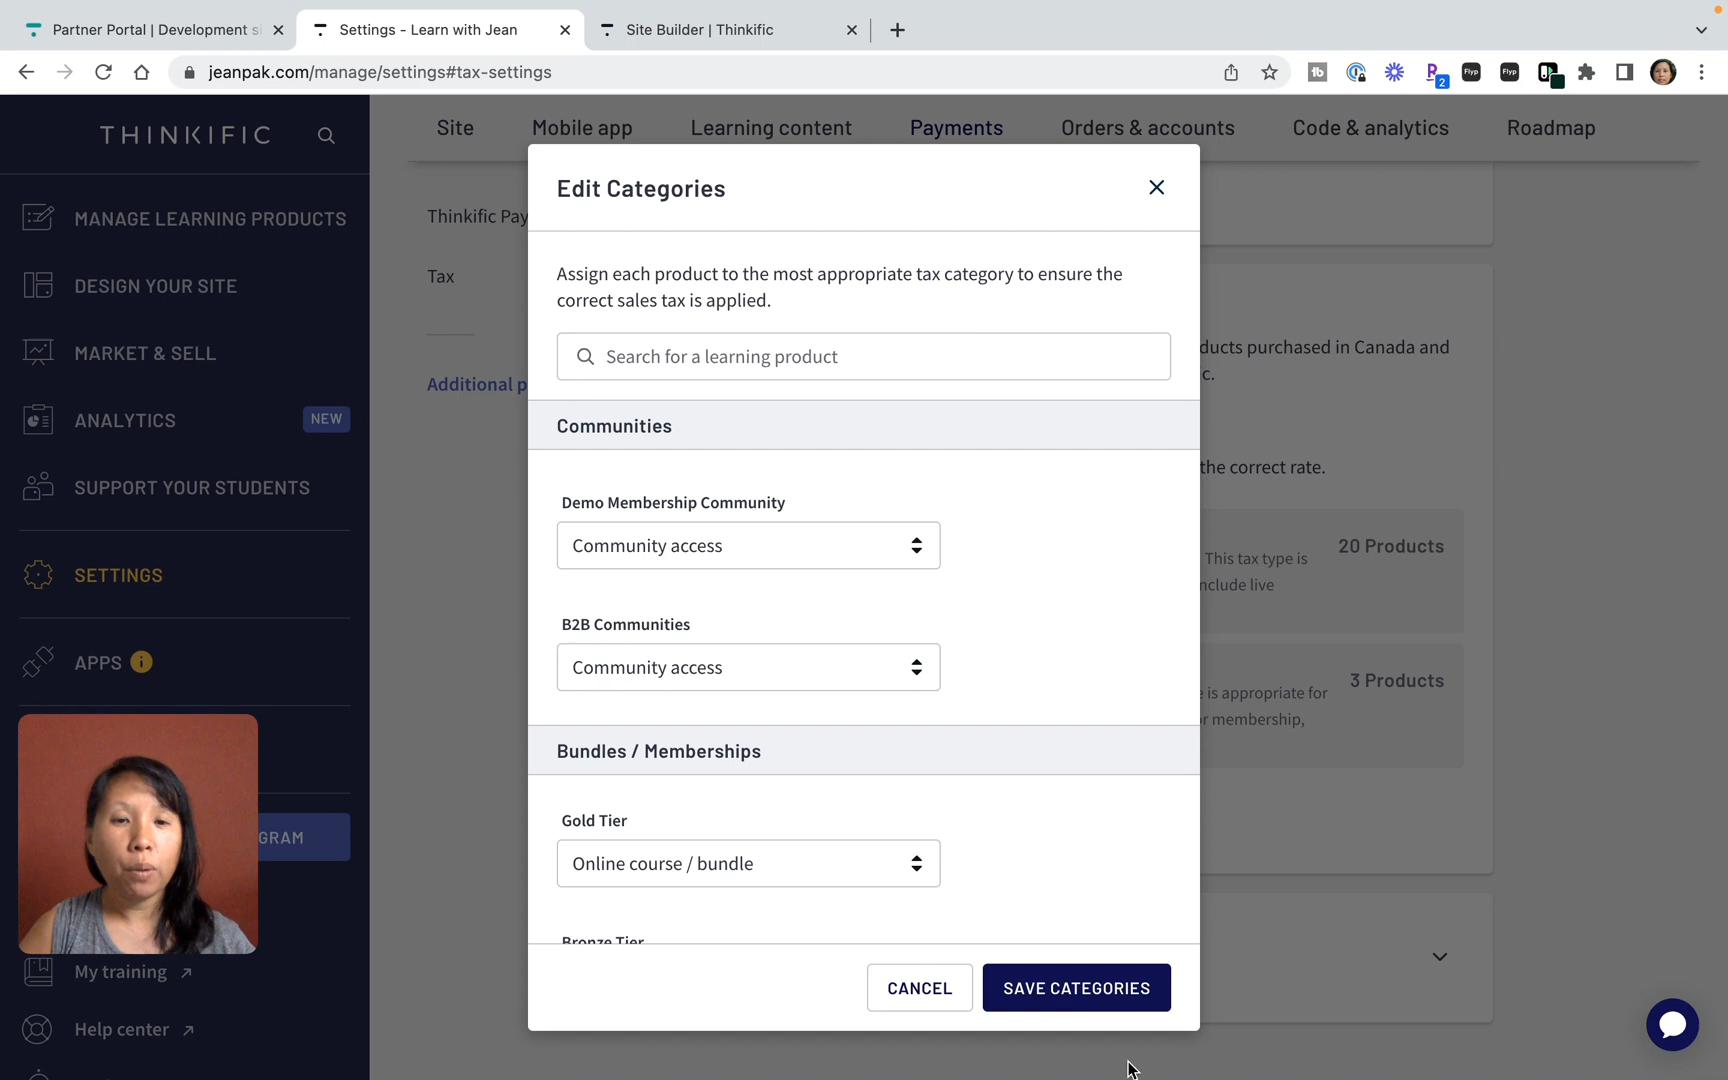 Partner Portal | Development si
Settings - Learn with Jean
Site Builder | Thinkific
jeanpak.com/manage/settings#tax-settings
tb
2
Flyp
Flyp
THINKIFIC
Site
Mobile app
Learning content
Payments
Orders & accounts
Code & analytics
Roadmap
MANAGE LEARNING PRODUCTS
DESIGN YOUR SITE
MARKET & SELL
ANALYTICS
NEW
SUPPORT YOUR STUDENTS
SETTINGS
APPS
GRAM
My training
Help center
Thinkific Pay
Tax
Additional p
Edit Categories
Assign each product to the most appropriate tax category to ensure the
correct sales tax is applied.
Search for a learning product
Communities
Demo Membership Community
Community access
B2B Communities
Community access
Bundles / Memberships
Gold Tier
Online course / bundle
Bronze Tier
CANCEL
SAVE CATEGORIES
ducts purchased in Canada and
c.
the correct rate.
This tax type is
20 Products
nclude live
e is appropriate for
3 Products
r membership,